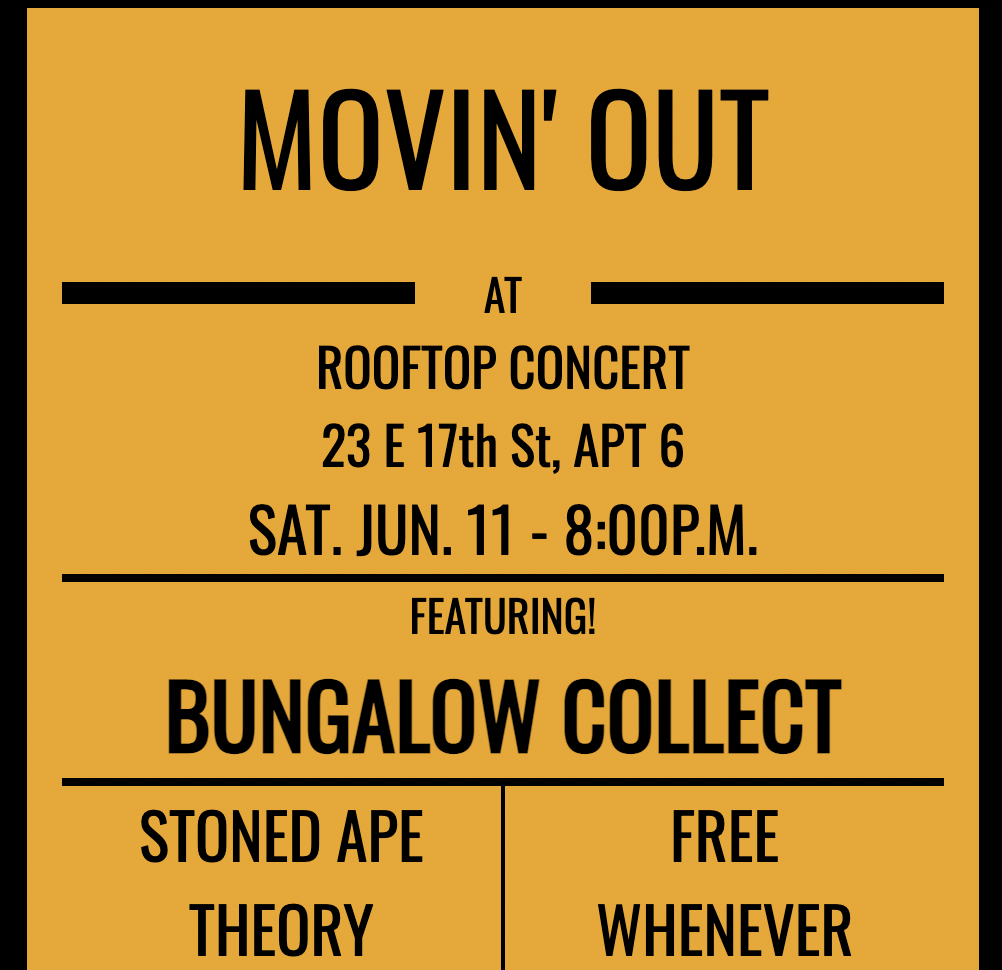 MOVIN' OUT
AT
ROOFTOP CONCERT
23 E 17th St, APT 6
SAT. JUN. 11 - 8:00P.M.
FEATURING!
BUNGALOW COLLECT
STONED APE
THEORY
FREE
WHENEVER